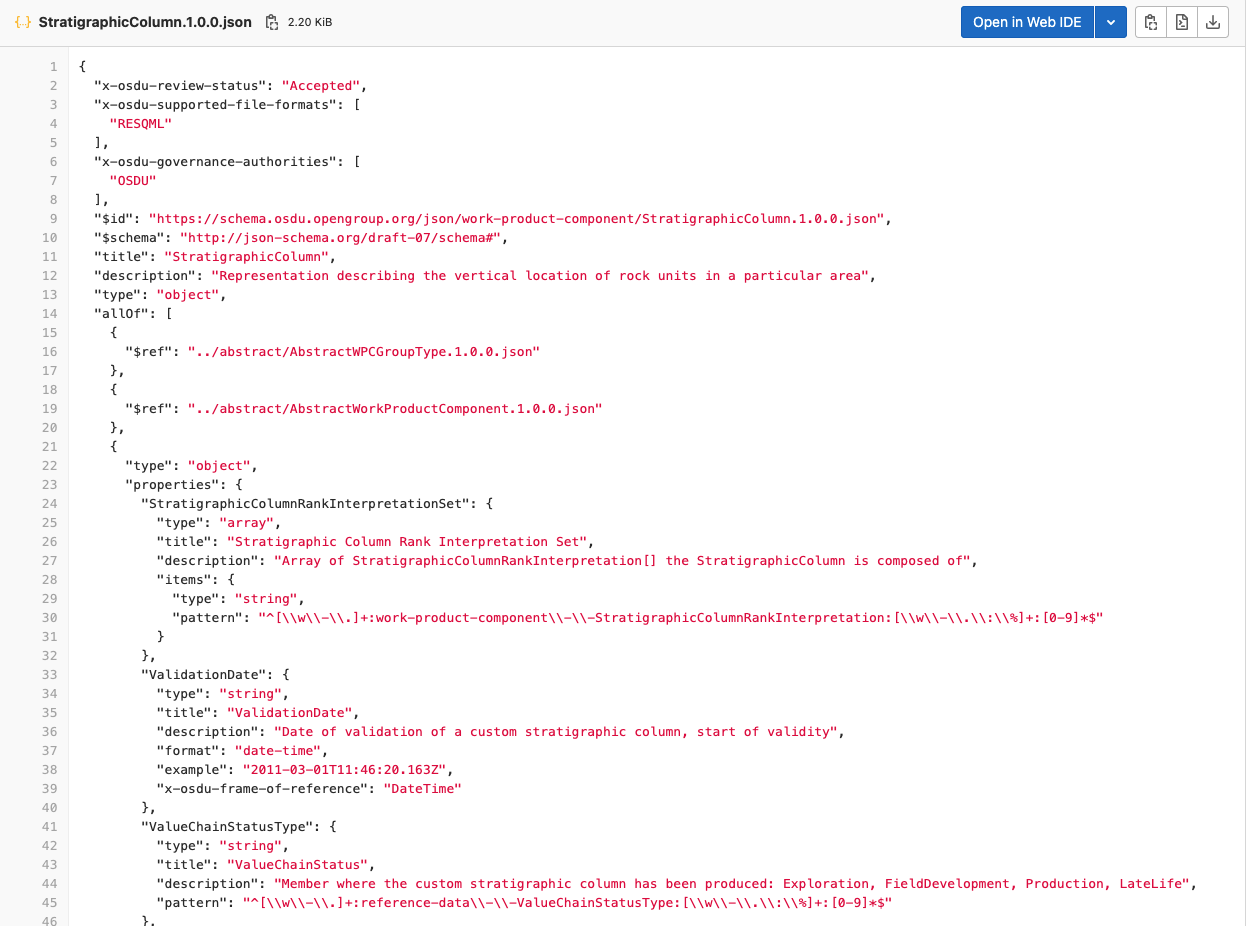 {..} StratigraphicColumn.1.0.0.json 2.20 KiB Open in Web IDE
1 {
2   "x-osdu-review-status": "Accepted",
3   "x-osdu-supported-file-formats": [
4     "RESQML"
5   ],
6   "x-osdu-governance-authorities": [
7     "OSDU"
8   ],
9   "$id": "https://schema.osdu.opengroup.org/json/work-product-component/StratigraphicColumn.1.0.0.json",
10   "$schema": "http://json-schema.org/draft-07/schema#",
11   "title": "StratigraphicColumn",
12   "description": "Representation describing the vertical location of rock units in a particular area",
13   "type": "object",
14   "allOf": [
15     {
16       "$ref": "../abstract/AbstractWPCGroupType.1.0.0.json"
17     },
18     {
19       "$ref": "../abstract/AbstractWorkProductComponent.1.0.0.json"
20     },
21     {
22       "type": "object",
23       "properties": {
24         "StratigraphicColumnRankInterpretationSet": {
25           "type": "array",
26           "title": "Stratigraphic Column Rank Interpretation Set",
27           "description": "Array of StratigraphicColumnRankInterpretation[] the StratigraphicColumn is composed of",
28           "items": {
29             "type": "string",
30             "pattern": "^[\\w\\-\\.]+:work-product-component\\-\\-StratigraphicColumnRankInterpretation:[\\w\\-\\.\\:\\%]+:[0-9]*$"
31           }
32         },
33         "ValidationDate": {
34           "type": "string",
35           "title": "ValidationDate",
36           "description": "Date of validation of a custom stratigraphic column, start of validity",
37           "format": "date-time",
38           "example": "2011-03-01T11:46:20.163Z",
39           "x-osdu-frame-of-reference": "DateTime"
40         },
41         "ValueChainStatusType": {
42           "type": "string",
43           "title": "ValueChainStatus",
44           "description": "Member where the custom stratigraphic column has been produced: Exploration, FieldDevelopment, Production, LateLife",
45           "pattern": "^[\\w\\-\\.]+:reference-data\\-\\-ValueChainStatusType:[\\w\\-\\.\\:\\%]+:[0-9]*$"
46         },